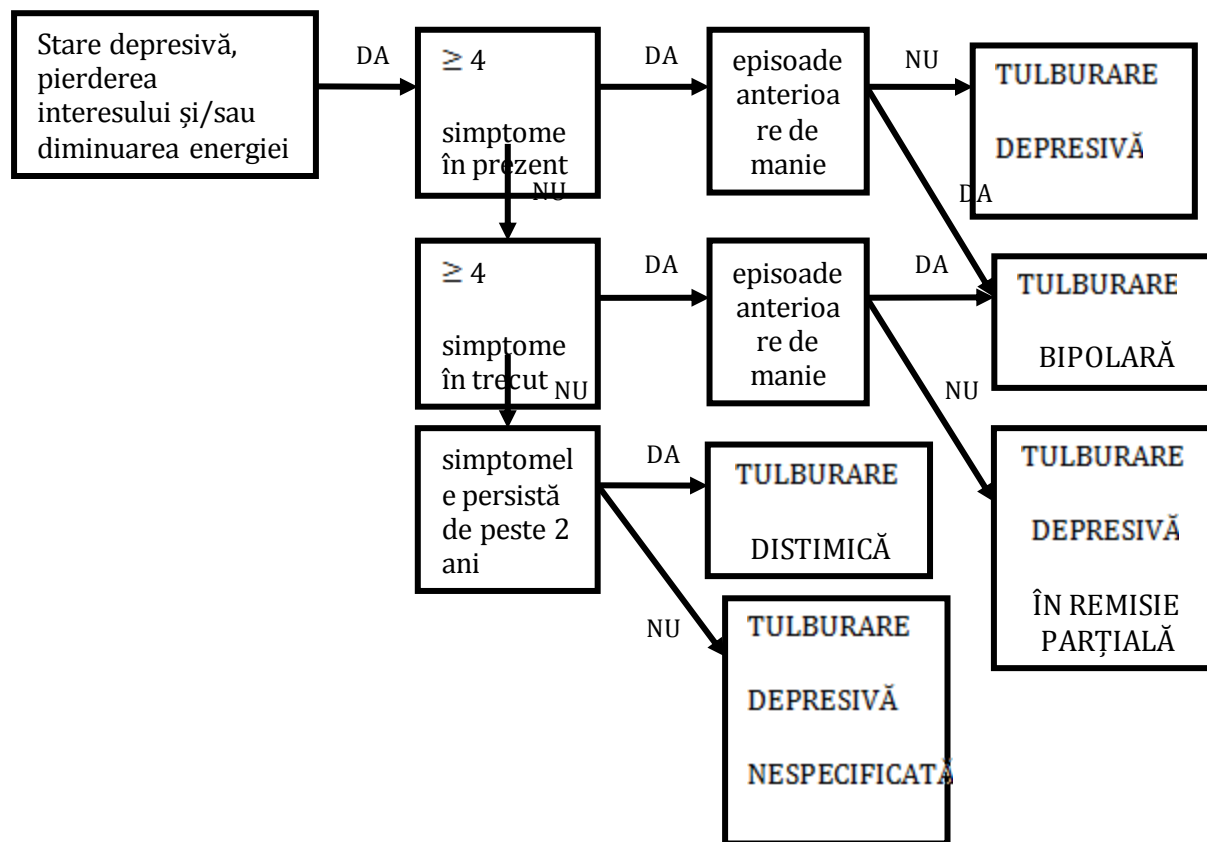 Stare depresivă,
pierderea
interesului și/sau
diminuarea energiei
DA
≥ 4
simptome
în prezent
DA
episoade
anterioa
re de
manie
NU
TULBURARE
DEPRESIVĂ
NU
DA
≥ 4
simptome
în trecut
DA
episoade
anterioa
re de
manie
DA
TULBURARE
BIPOLARĂ
NU
NU
simptomel
e persistă
de peste 2
ani
DA
TULBURARE
DISTIMICĂ
TULBURARE
DEPRESIVĂ
ÎN REMISIE
PARȚIALĂ
NU
TULBURARE
DEPRESIVĂ
NESPECIFICATĂ